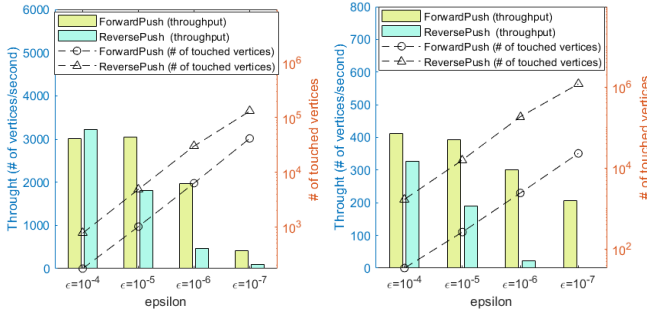 6000
5000
4000
3000
2000
1000
0
Throught (# of vertices/second)
ForwardPush (throughput)
ReversePush (throughput)
ForwardPush (# of touched vertices)
ReversePush (# of touched vertices)
10^6
10^5
10^4
10^3
# of touched vertices
ϵ=10^-4 ϵ=10^-5 ϵ=10^-6 ϵ=10^-7
epsilon
800
700
600
500
400
300
200
100
0
Throught (# of vertices/second)
ForwardPush (throughput)
ReversePush (throughput)
ForwardPush (# of touched vertices)
ReversePush (# of touched vertices)
10^6
10^4
10^2
# of touched vertices
ϵ=10^-4 ϵ=10^-5 ϵ=10^-6 ϵ=10^-7
epsilon